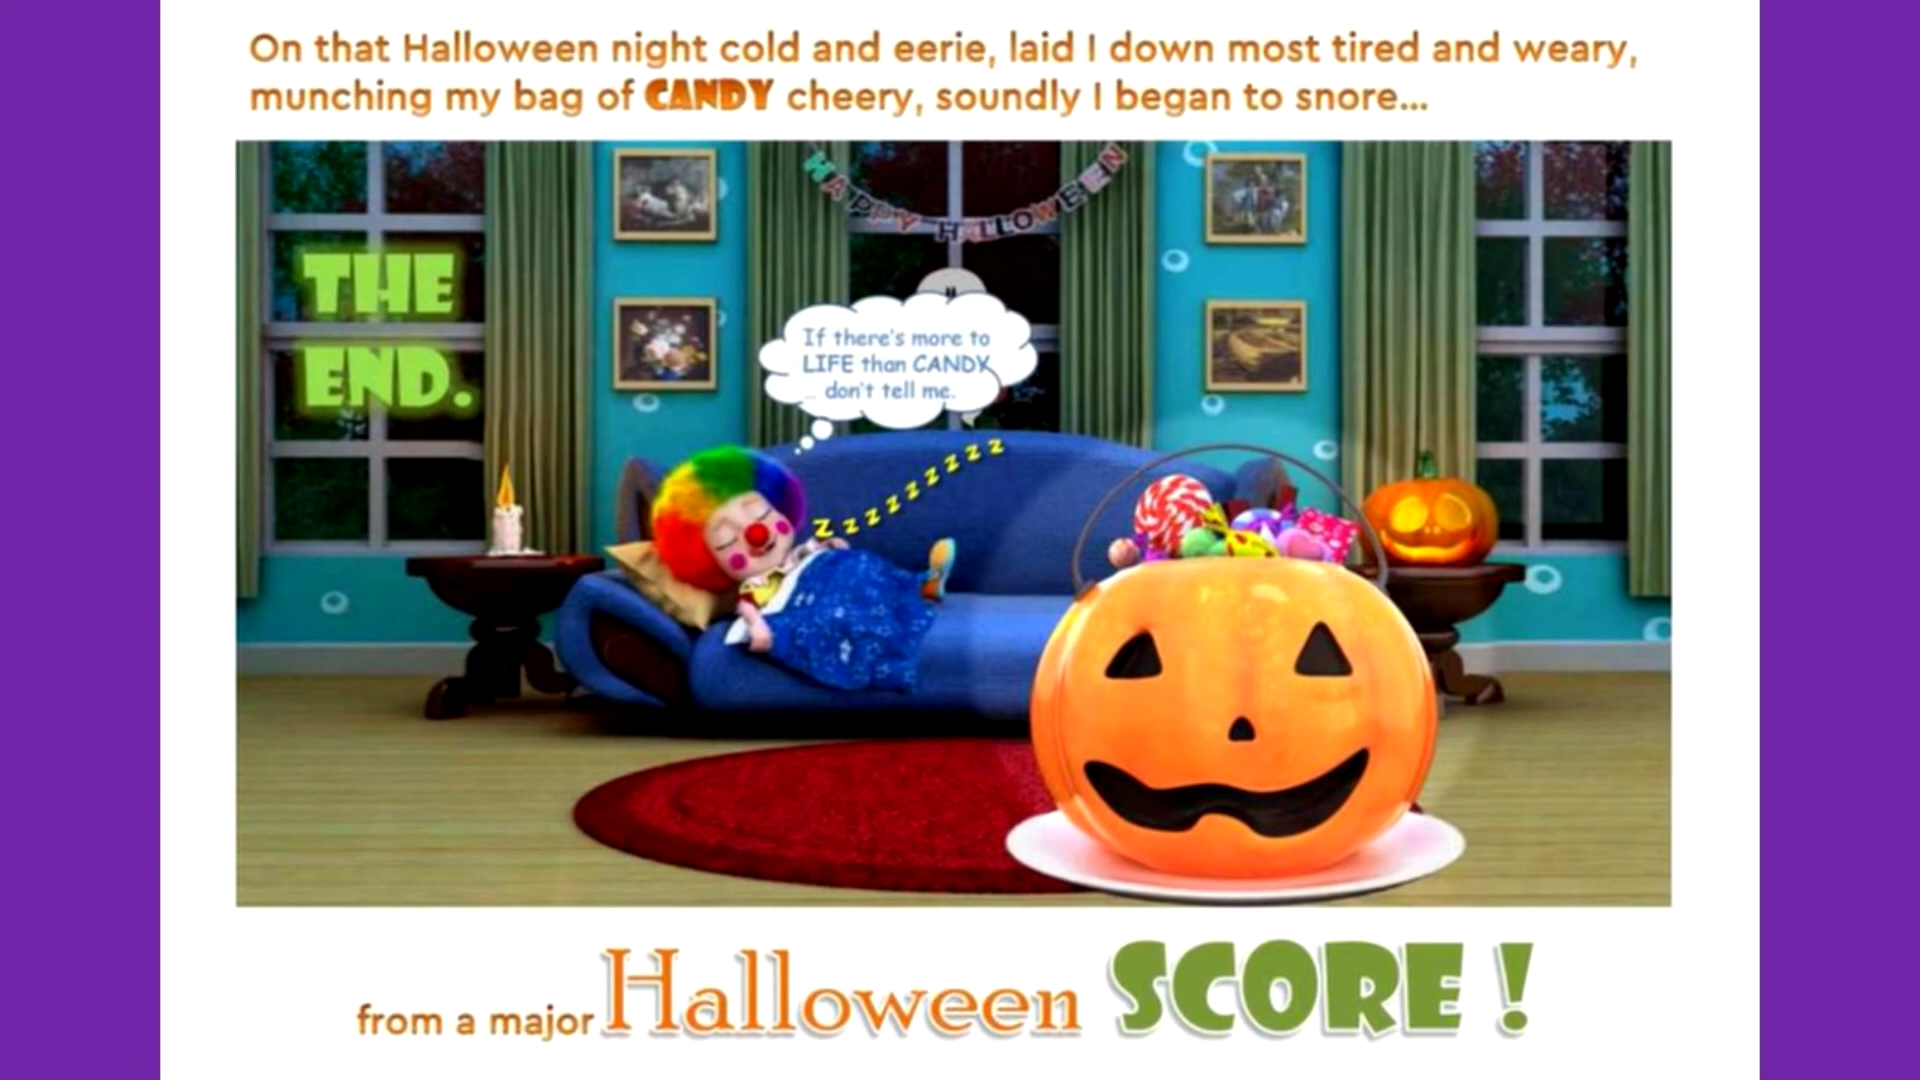 On that Halloween night cold and eerie, laid I down most tired and weary,
munching my bag of CANDY cheery, soundly I began to snore...
HAPPY HALLOWEEN
THE
END.
If there's more to
LIFE than CANDY
don't tell me.
zzzzzzzzzz
from a major Halloween SCORE !